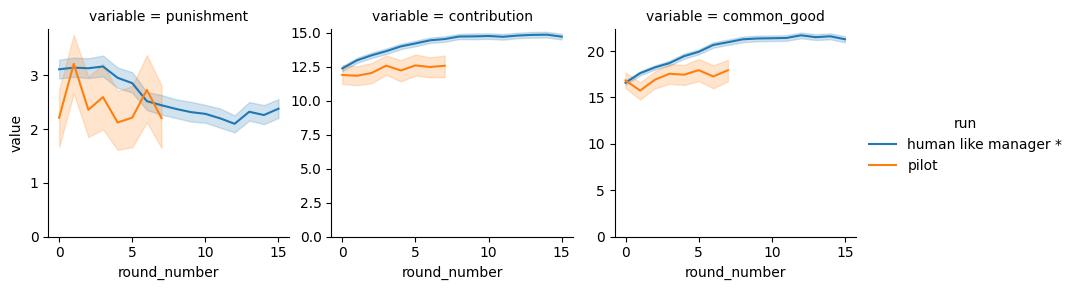 variable = punishment
variable = contribution
variable = common_good
value
3
2
1
0
0
5
10
15
round_number
15.0
12.5
10.0
7.5
5.0
2.5
0.0
0
5
10
15
round_number
20
15
10
5
0
0
5
10
15
round_number
run
human like manager *
pilot